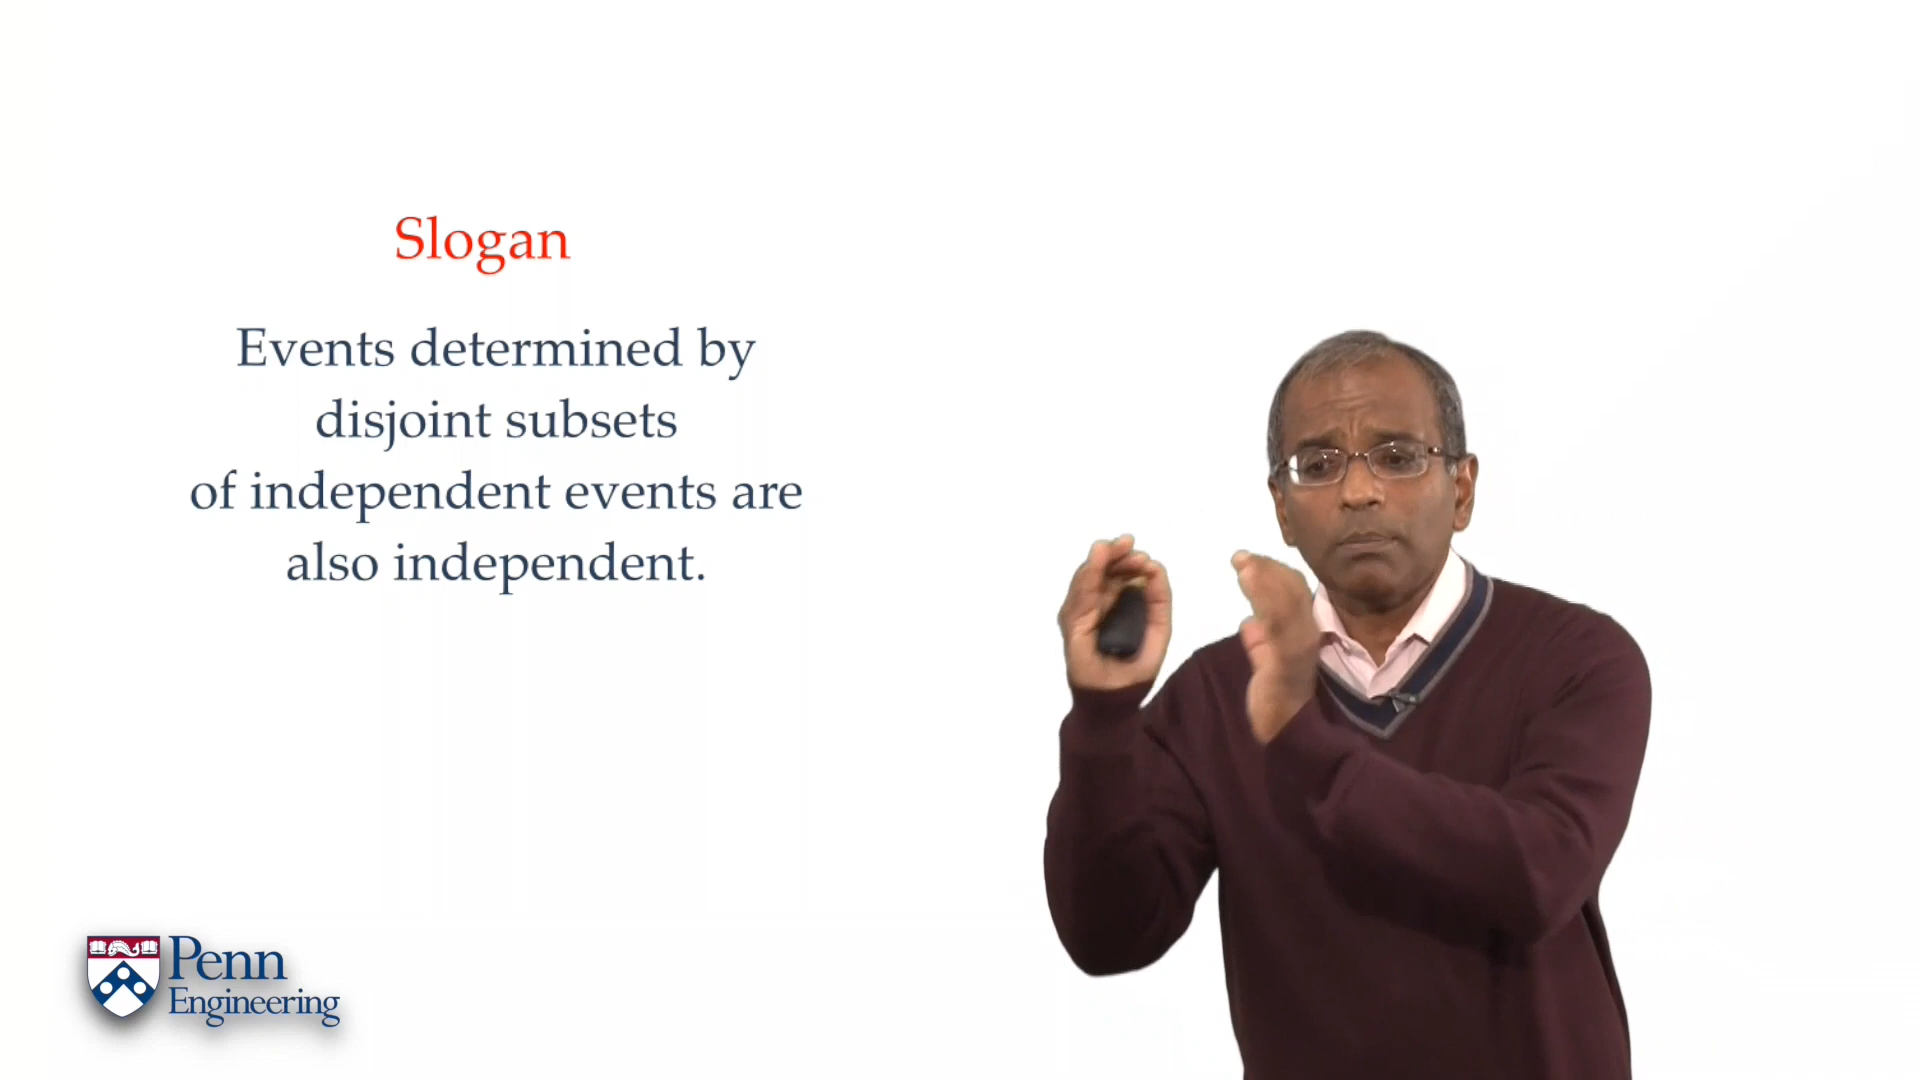 Slogan
Events determined by
disjoint subsets
of independent events are
also independent.
Penn
Engineering